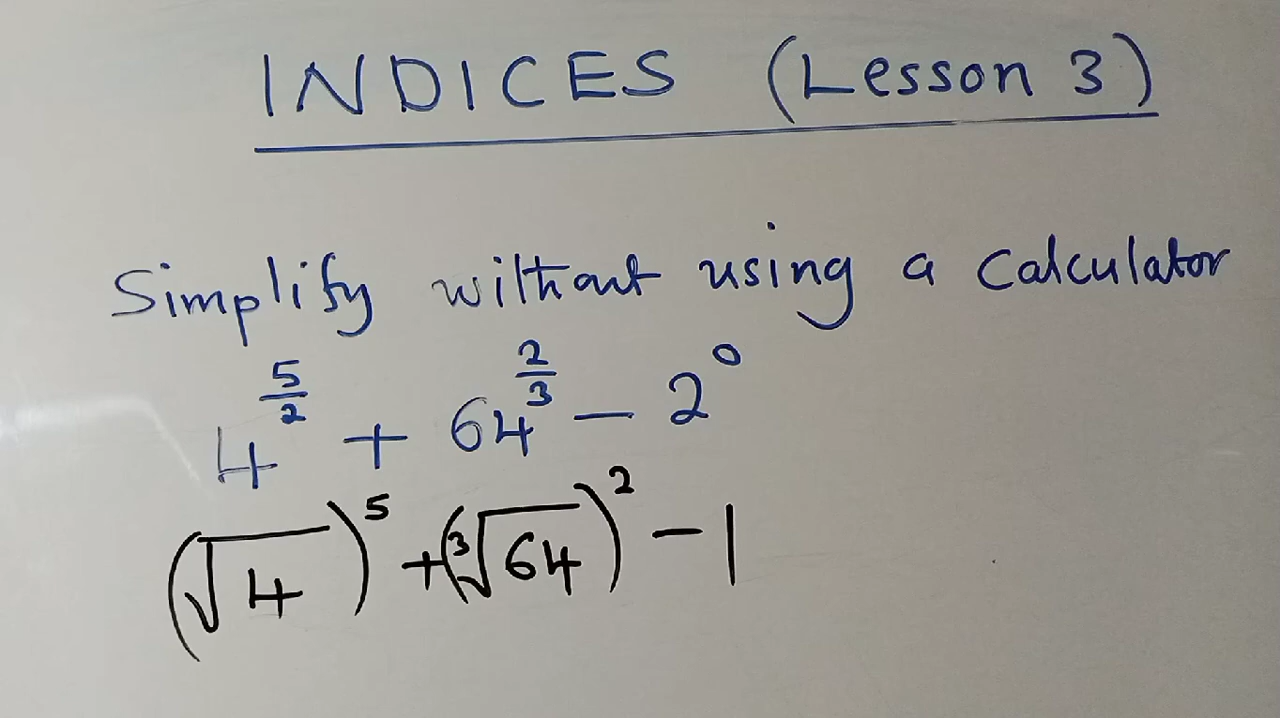 INDICES (Lesson 3)
Simplify without using a calculator
4^{5/2} + 64^{2/3} - 2^0
(√4)^5 + (∛64)^2 - 1